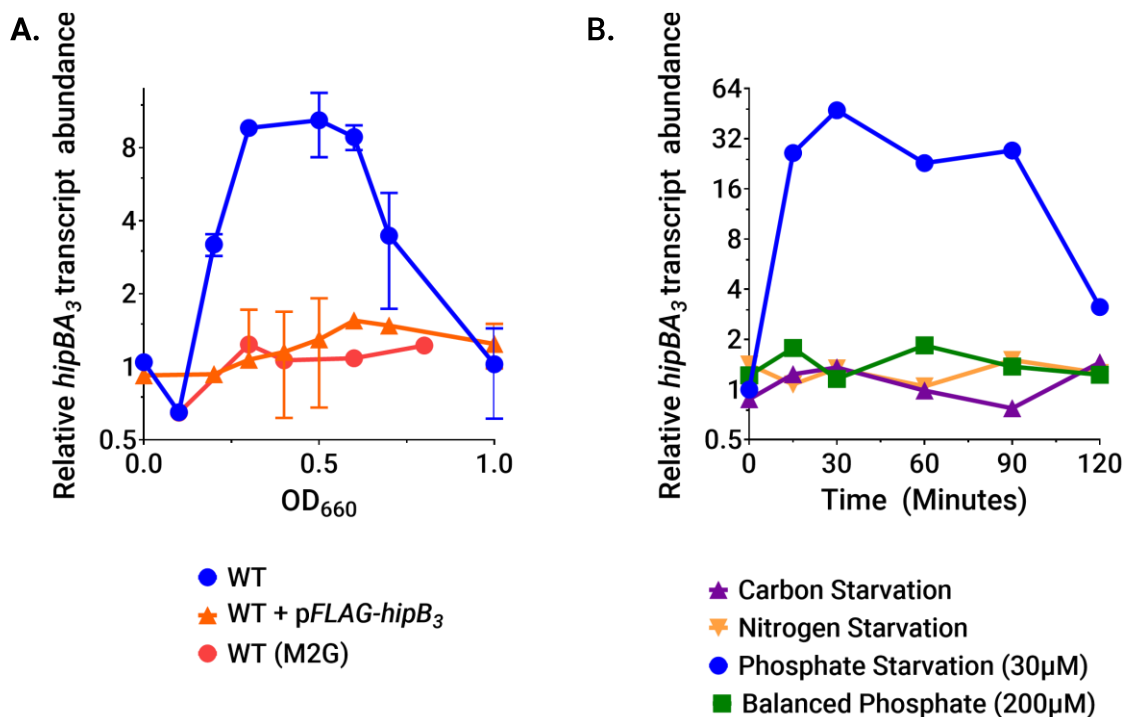 A.
Relative hipBA3 transcript abundance
8
4
2
1
0.5
0.0 0.5 1.0
OD660
WT
WT + pFLAG-hipB3
WT (M2G)
B.
Relative hipBA3 transcript abundance
64
32
16
8
4
2
1
0.5
0 30 60 90 120
Time (Minutes)
Carbon Starvation
Nitrogen Starvation
Phosphate Starvation (30µM)
Balanced Phosphate (200µM)